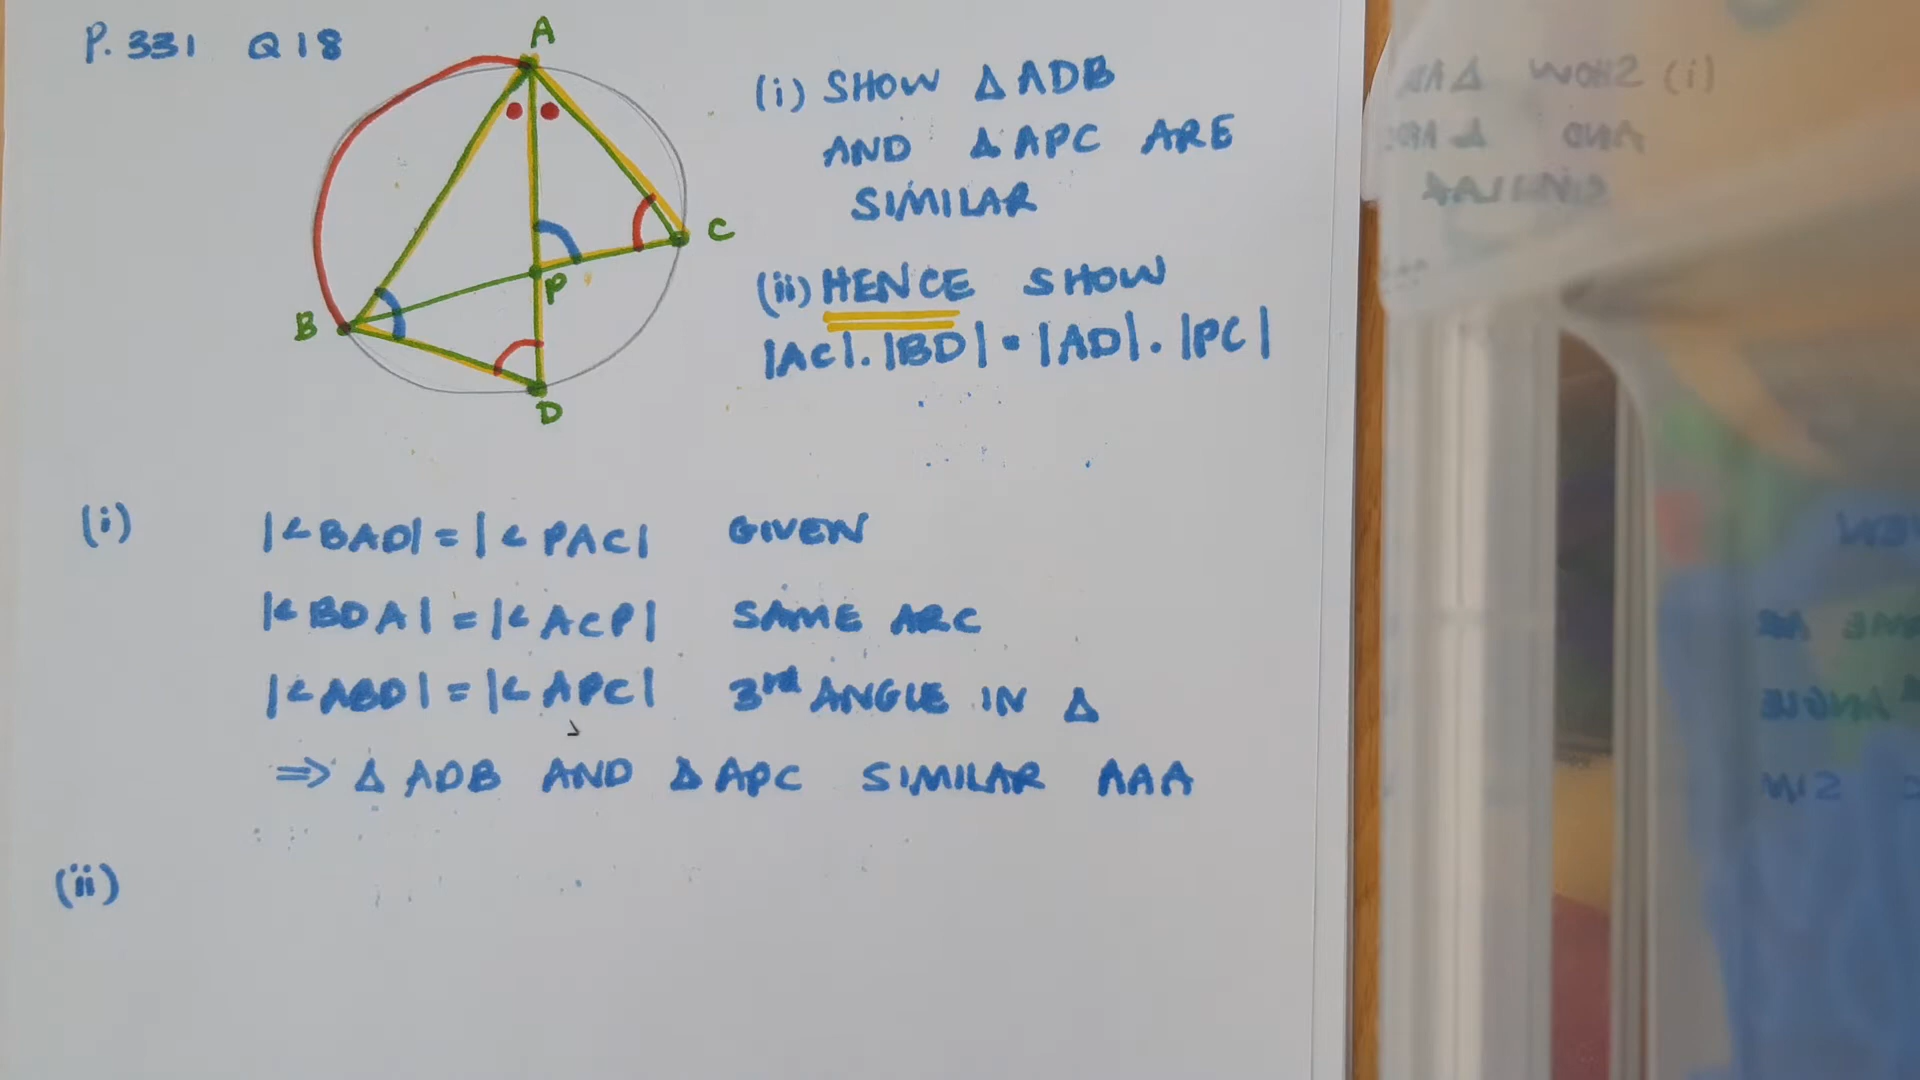 P. 331 Q 18
A
C
P
B
D
(i) SHOW Δ ADB
AND Δ APC ARE
SIMILAR
(ii) HENCE SHOW
|AC|. |BD| = |AD| . |PC|
(i) |∠BAD| = |∠PAC| GIVEN
|∠BDA| = |∠ACP| SAME ARC
|∠ABD| = |∠APC| 3rd ANGLE IN Δ
⇒ Δ ADB AND Δ APC SIMILAR AAA
(ii)